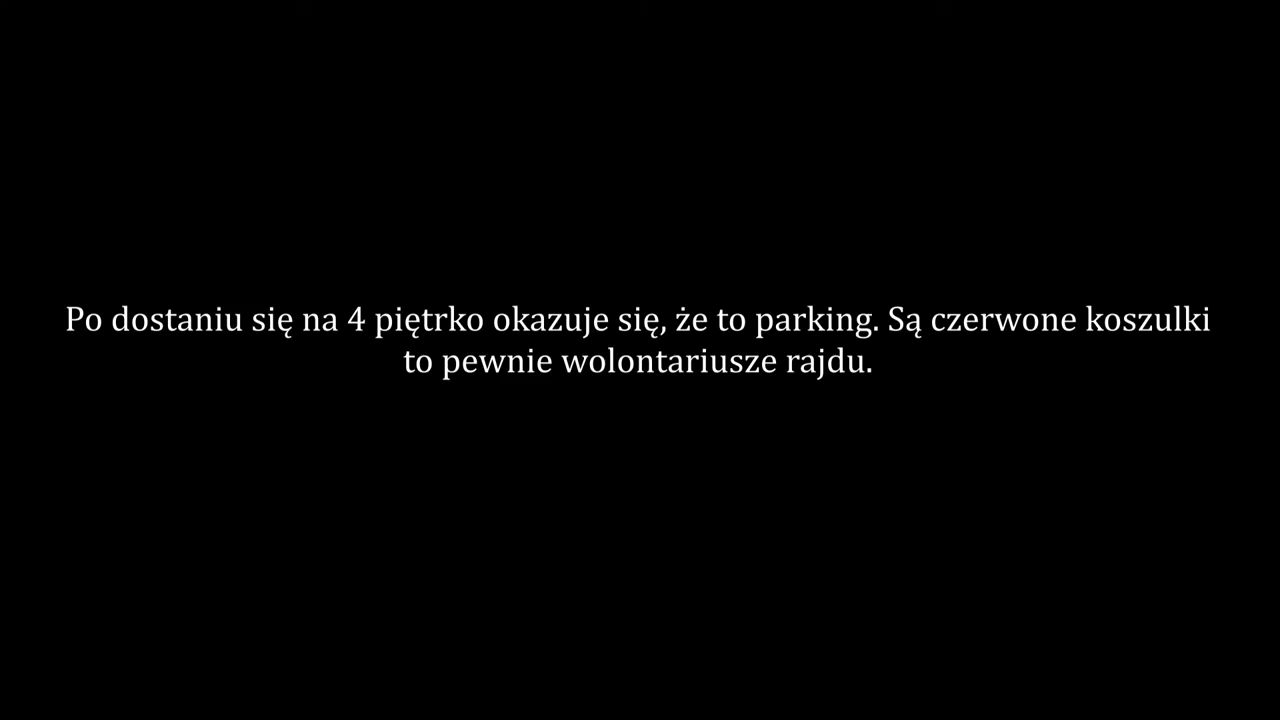 Po dostaniu się na 4 piętrko okazuje się, że to parking. Są czerwone koszulki
to pewnie wolontariusze rajdu.